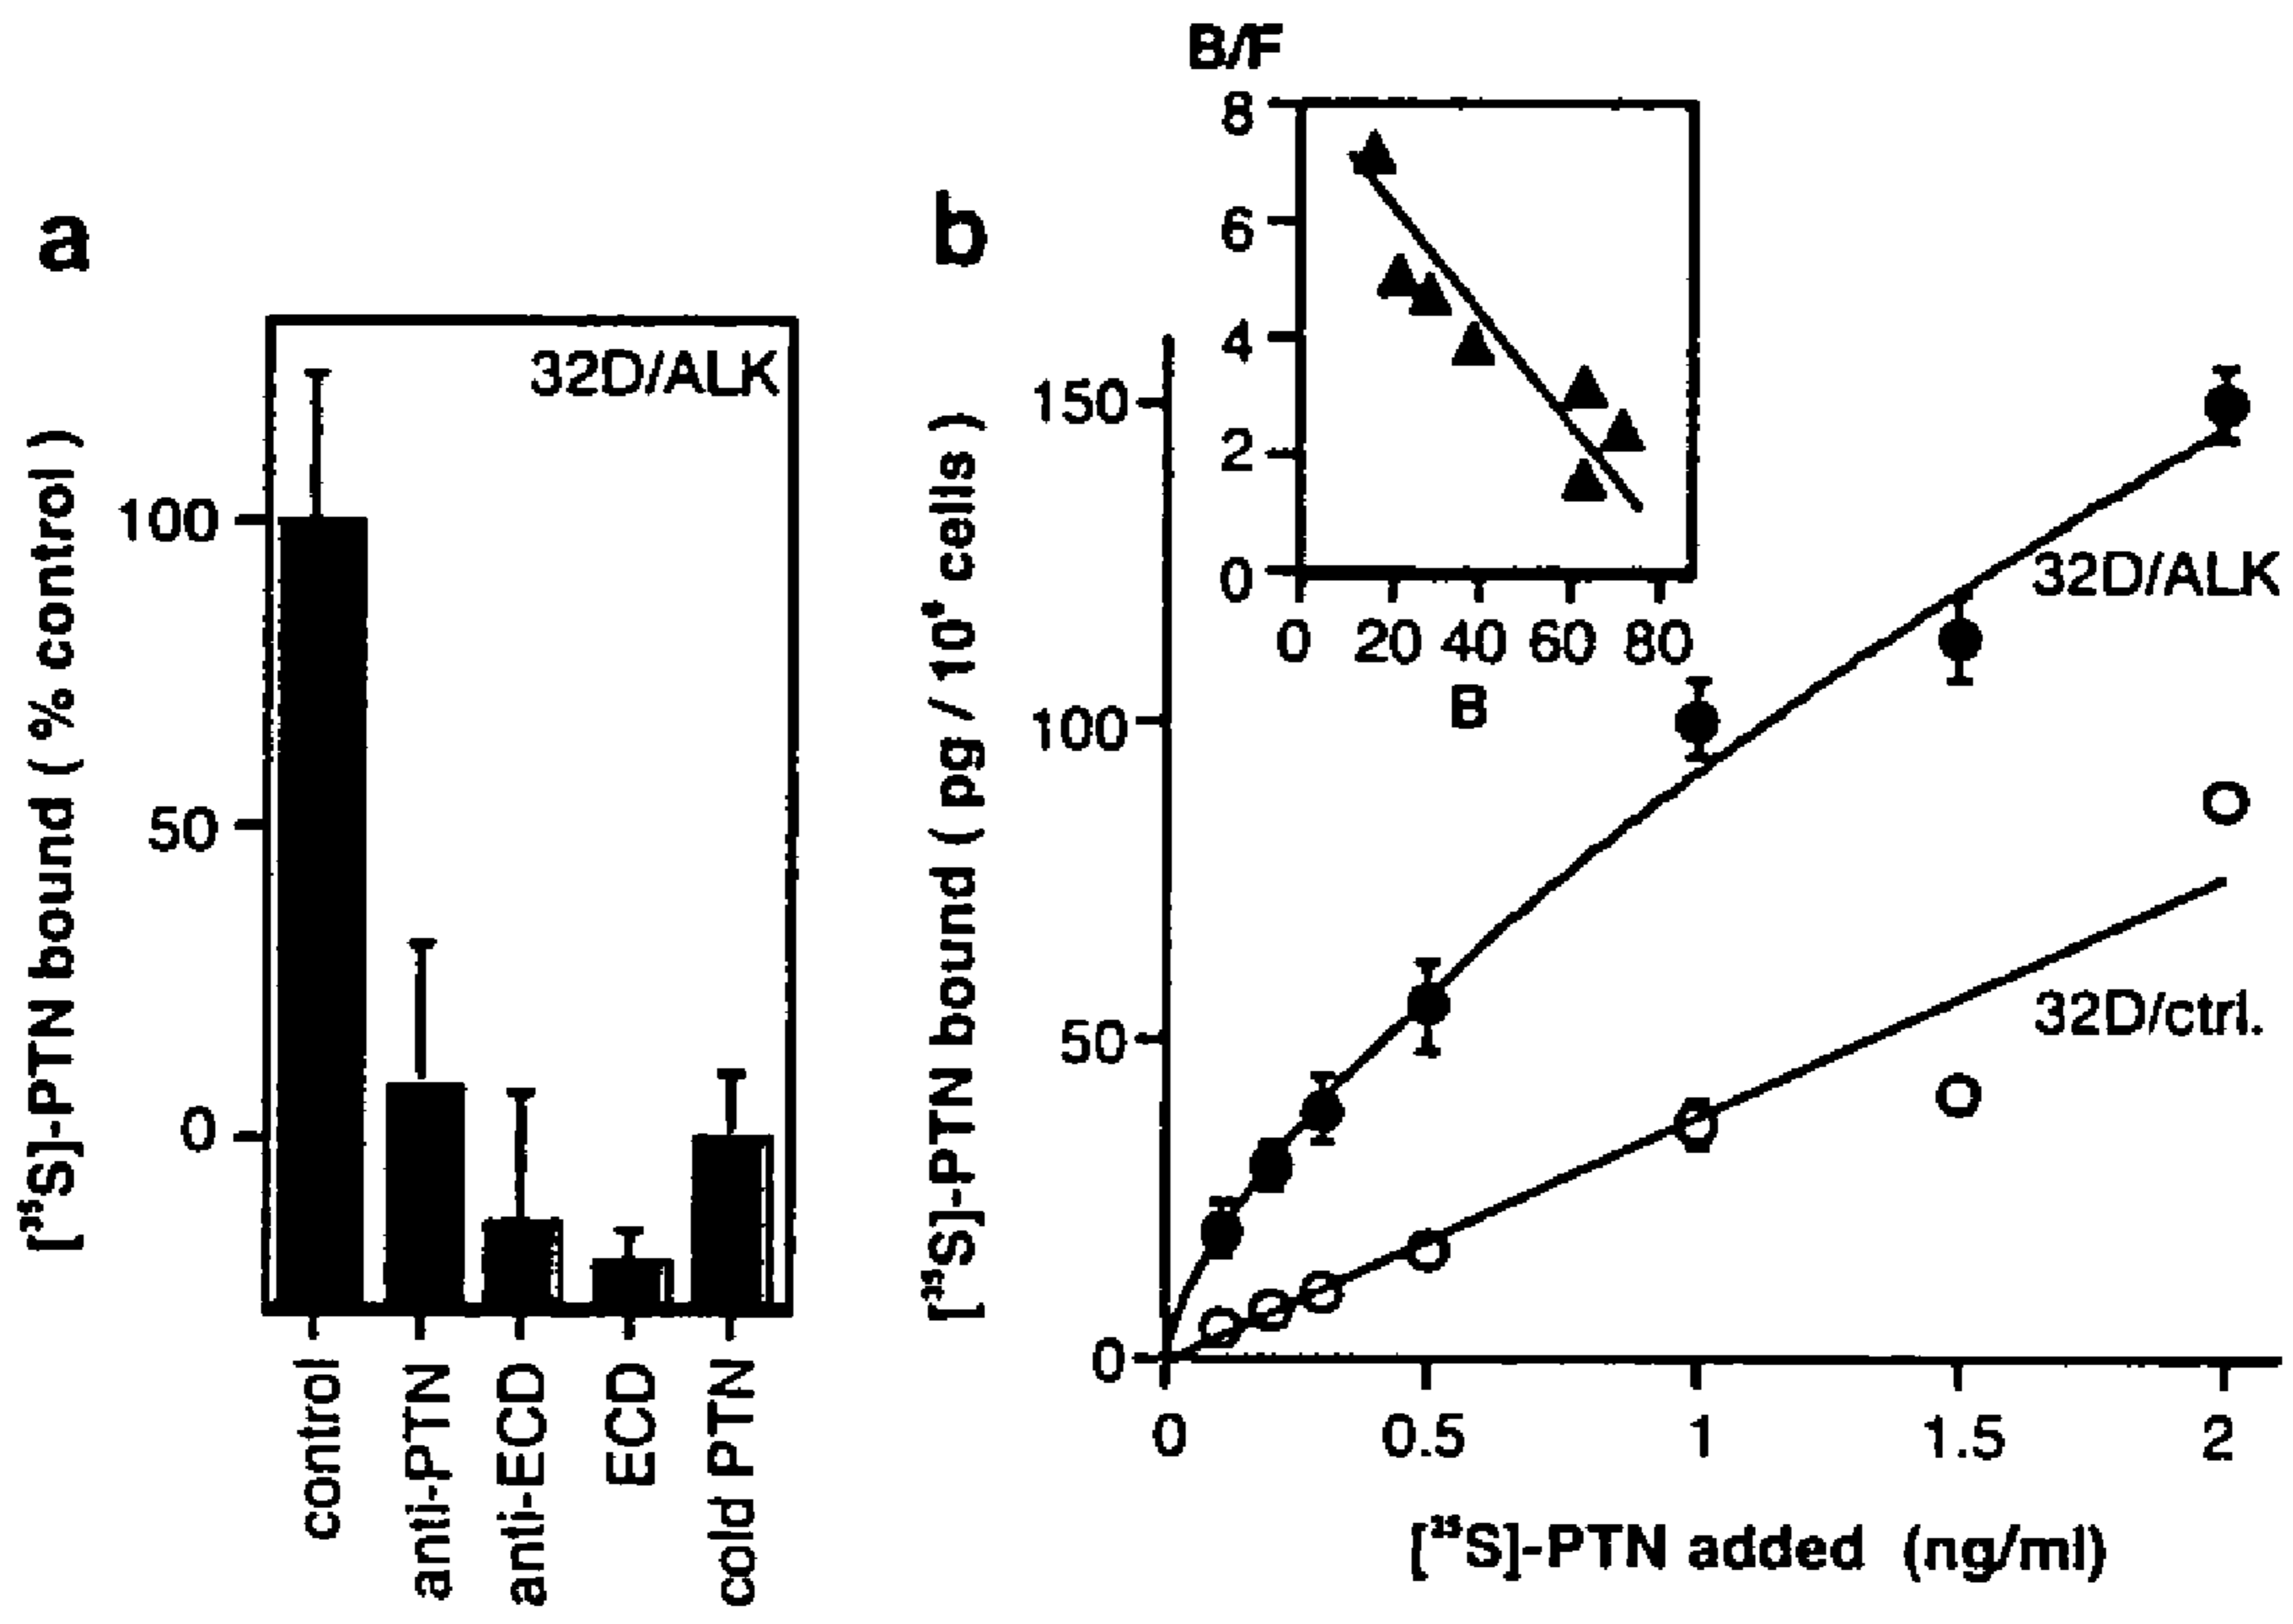 a
32D/ALK
[³⁵S]-PTN bound ( % control )
100
50
0
control
anti-PTN
anti-ECD
ECD
cold PTN
b
B/F
8
6
4
2
0
0 20 40 60 80
B
[³⁵S]-PTN bound ( pg / 10⁶ cells )
150
100
50
0
32D/ALK
32D/ctrl.
0 0.5 1 1.5 2
[³⁵S]-PTN added (ng/ml)